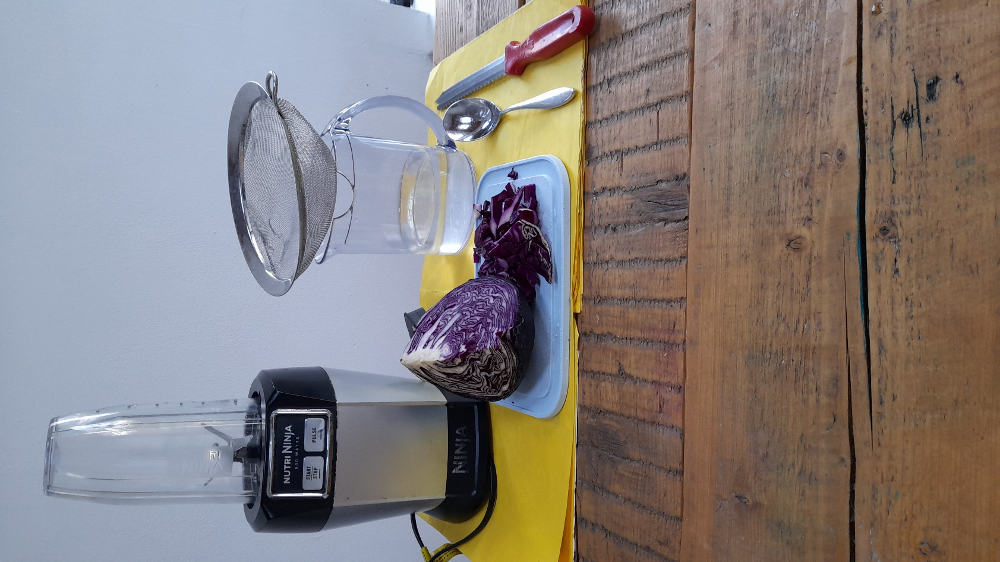 NUTRI NINJA
900 WATTS
START
STOP
PULSE
NINJA